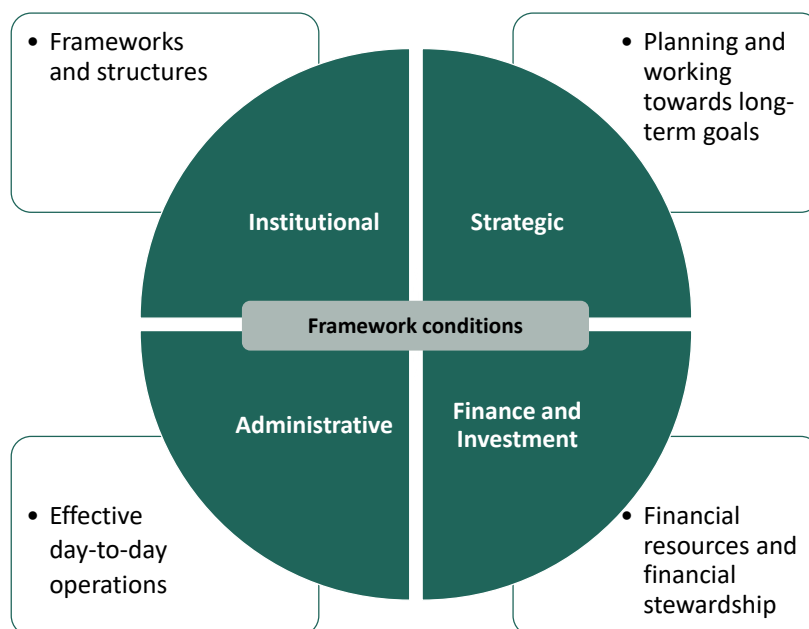 • Frameworks
and structures
• Planning and
working
towards long-
term goals
Institutional
Strategic
Framework conditions
Administrative
Finance and
Investment
• Effective
day-to-day
operations
• Financial
resources and
financial
stewardship